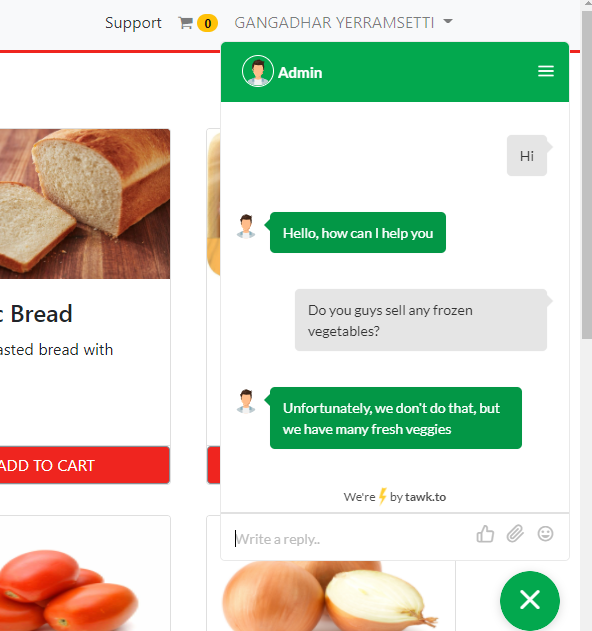 Support 0 GANGADHAR YERRAMSETTI
Admin
Hi
Hello, how can I help you
Do you guys sell any frozen
vegetables?
Unfortunately, we don't do that, but
we have many fresh veggies
We're by tawk.to
Write a reply..
Bread
asted bread with
ADD TO CART